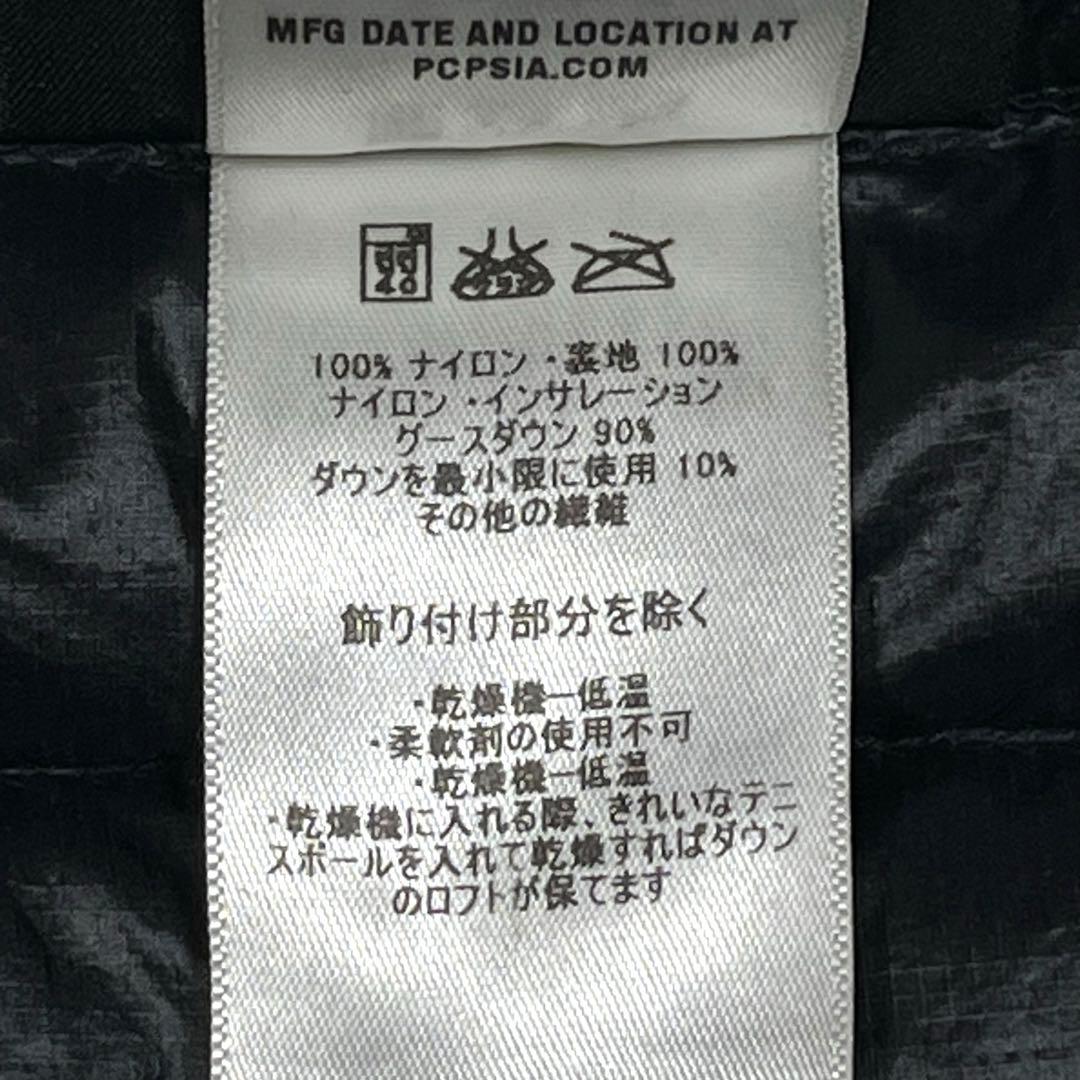 MFG DATE AND LOCATION AT
PCPSIA.COM
40
100% ナイロン ・裏地 100%
ナイロン ・インサレーション
グースダウン 90%
ダウンを最小限に使用 10%
その他の繊維
飾り付け部分を除く
・乾燥機ー低温
・柔軟剤の使用不可
・乾燥機ー低温
・乾燥機に入れる際、きれいなテニ
スボールを入れて乾燥すればダウン
のロフトが保てます